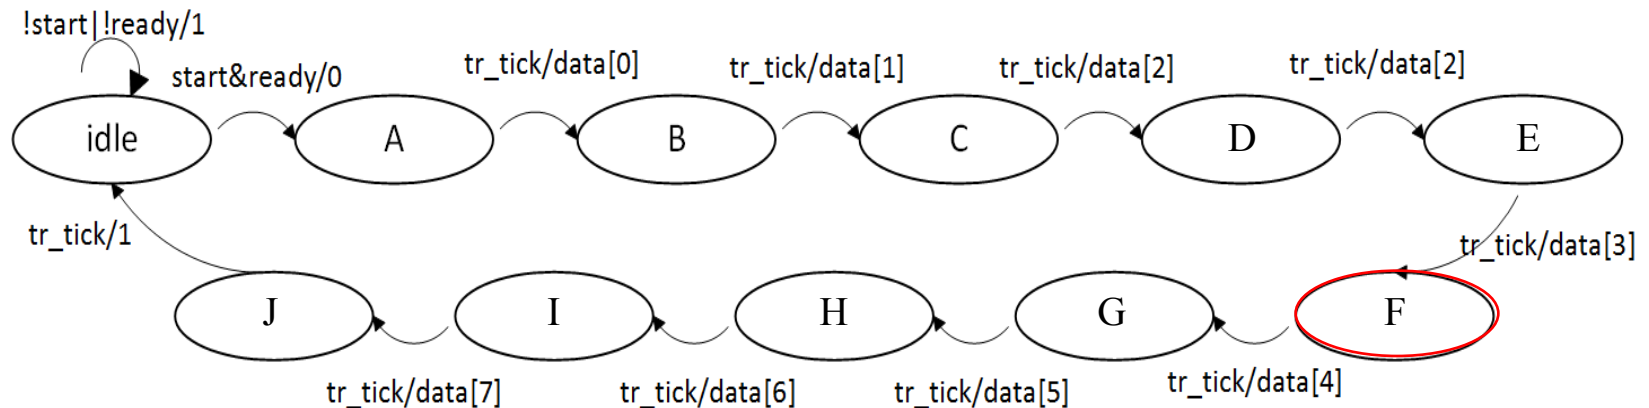 !start|!ready/1
start&ready/0
tr_tick/data[0]
tr_tick/data[1]
tr_tick/data[2]
tr_tick/data[2]
idle
A
B
C
D
E
tr_tick/1
tr_tick/data[3]
J
I
H
G
F
tr_tick/data[7]
tr_tick/data[6]
tr_tick/data[5]
tr_tick/data[4]